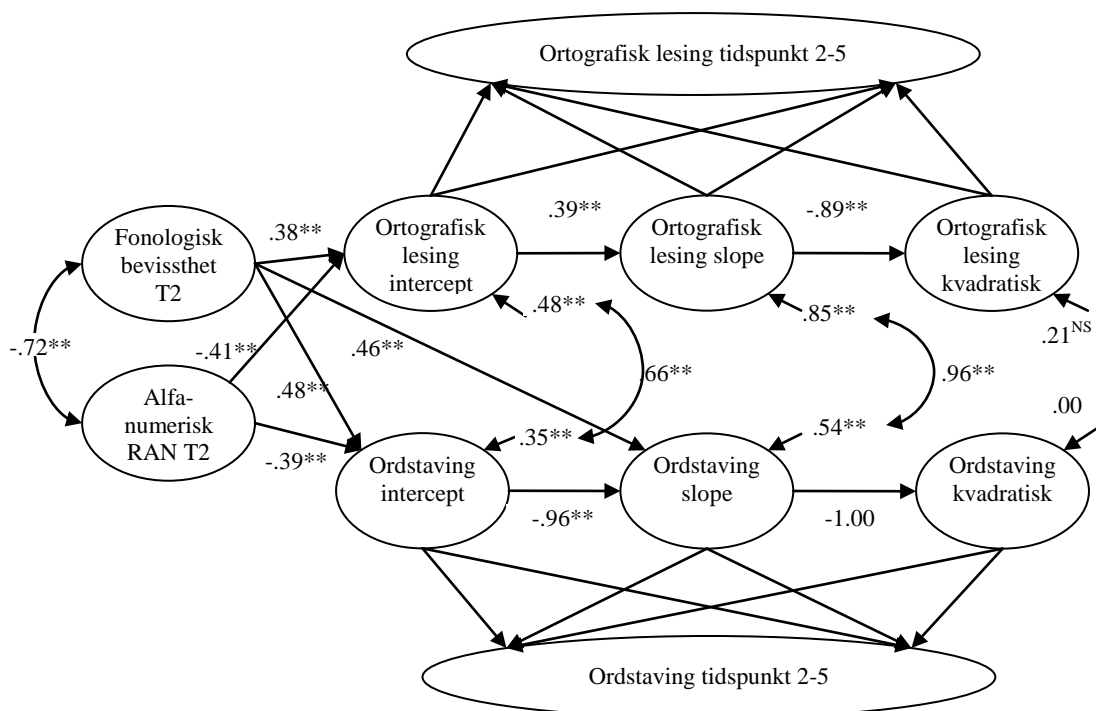 Ortografisk lesing tidspunkt 2-5
.39**
-.89**
.38**
Ortografisk
lesing
intercept
Ortografisk
lesing slope
Ortografisk
lesing
kvadratisk
Fonologisk
bevissthet
T2
.48**
.85**
.21NS
-.72**
-.41**
.46**
.66**
.96**
.48**
Alfa-
numerisk
RAN T2
.00
.35**
.54**
-.39**
Ordstaving
intercept
Ordstaving
slope
Ordstaving
kvadratisk
-.96**
-1.00
Ordstaving tidspunkt 2-5